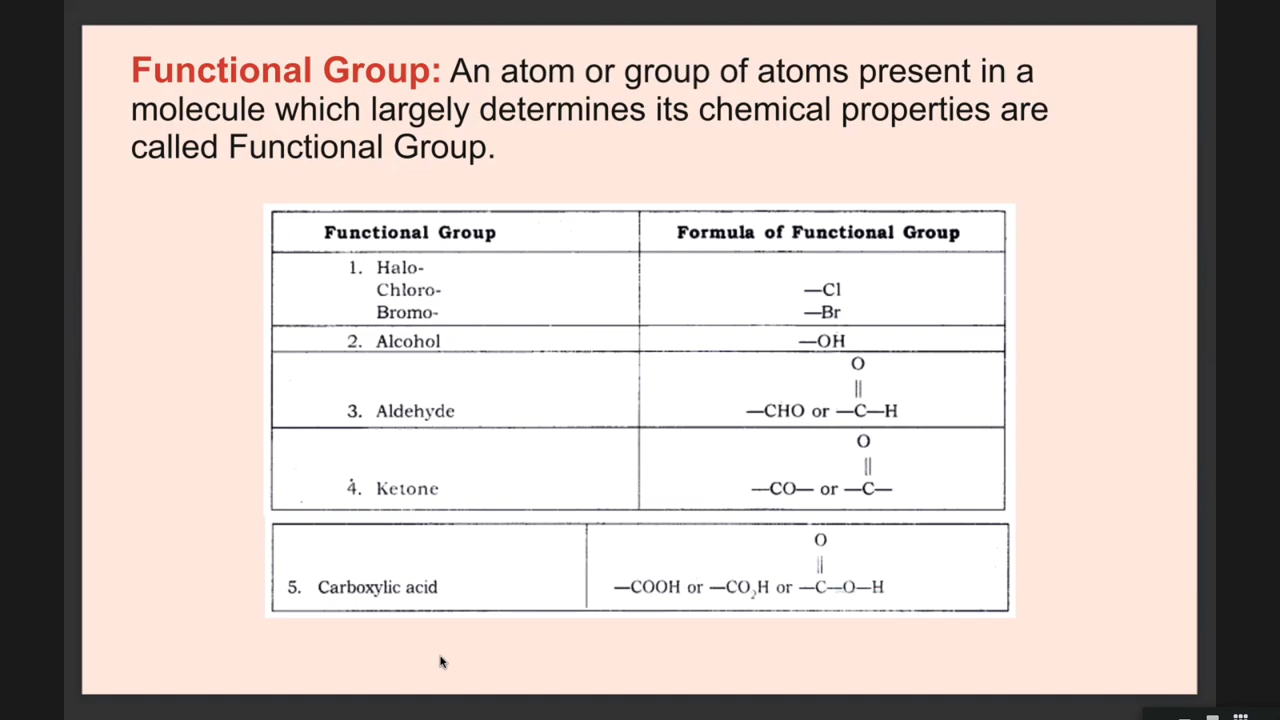 Functional Group: An atom or group of atoms present in a
molecule which largely determines its chemical properties are
called Functional Group.
Functional Group Formula of Functional Group
1. Halo-
Chloro- —Cl
Bromo- —Br
2. Alcohol —OH
O
||
3. Aldehyde —CHO or —C—H
O
||
4. Ketone —CO— or —C—
O
||
5. Carboxylic acid —COOH or —CO₂H or —C—O—H